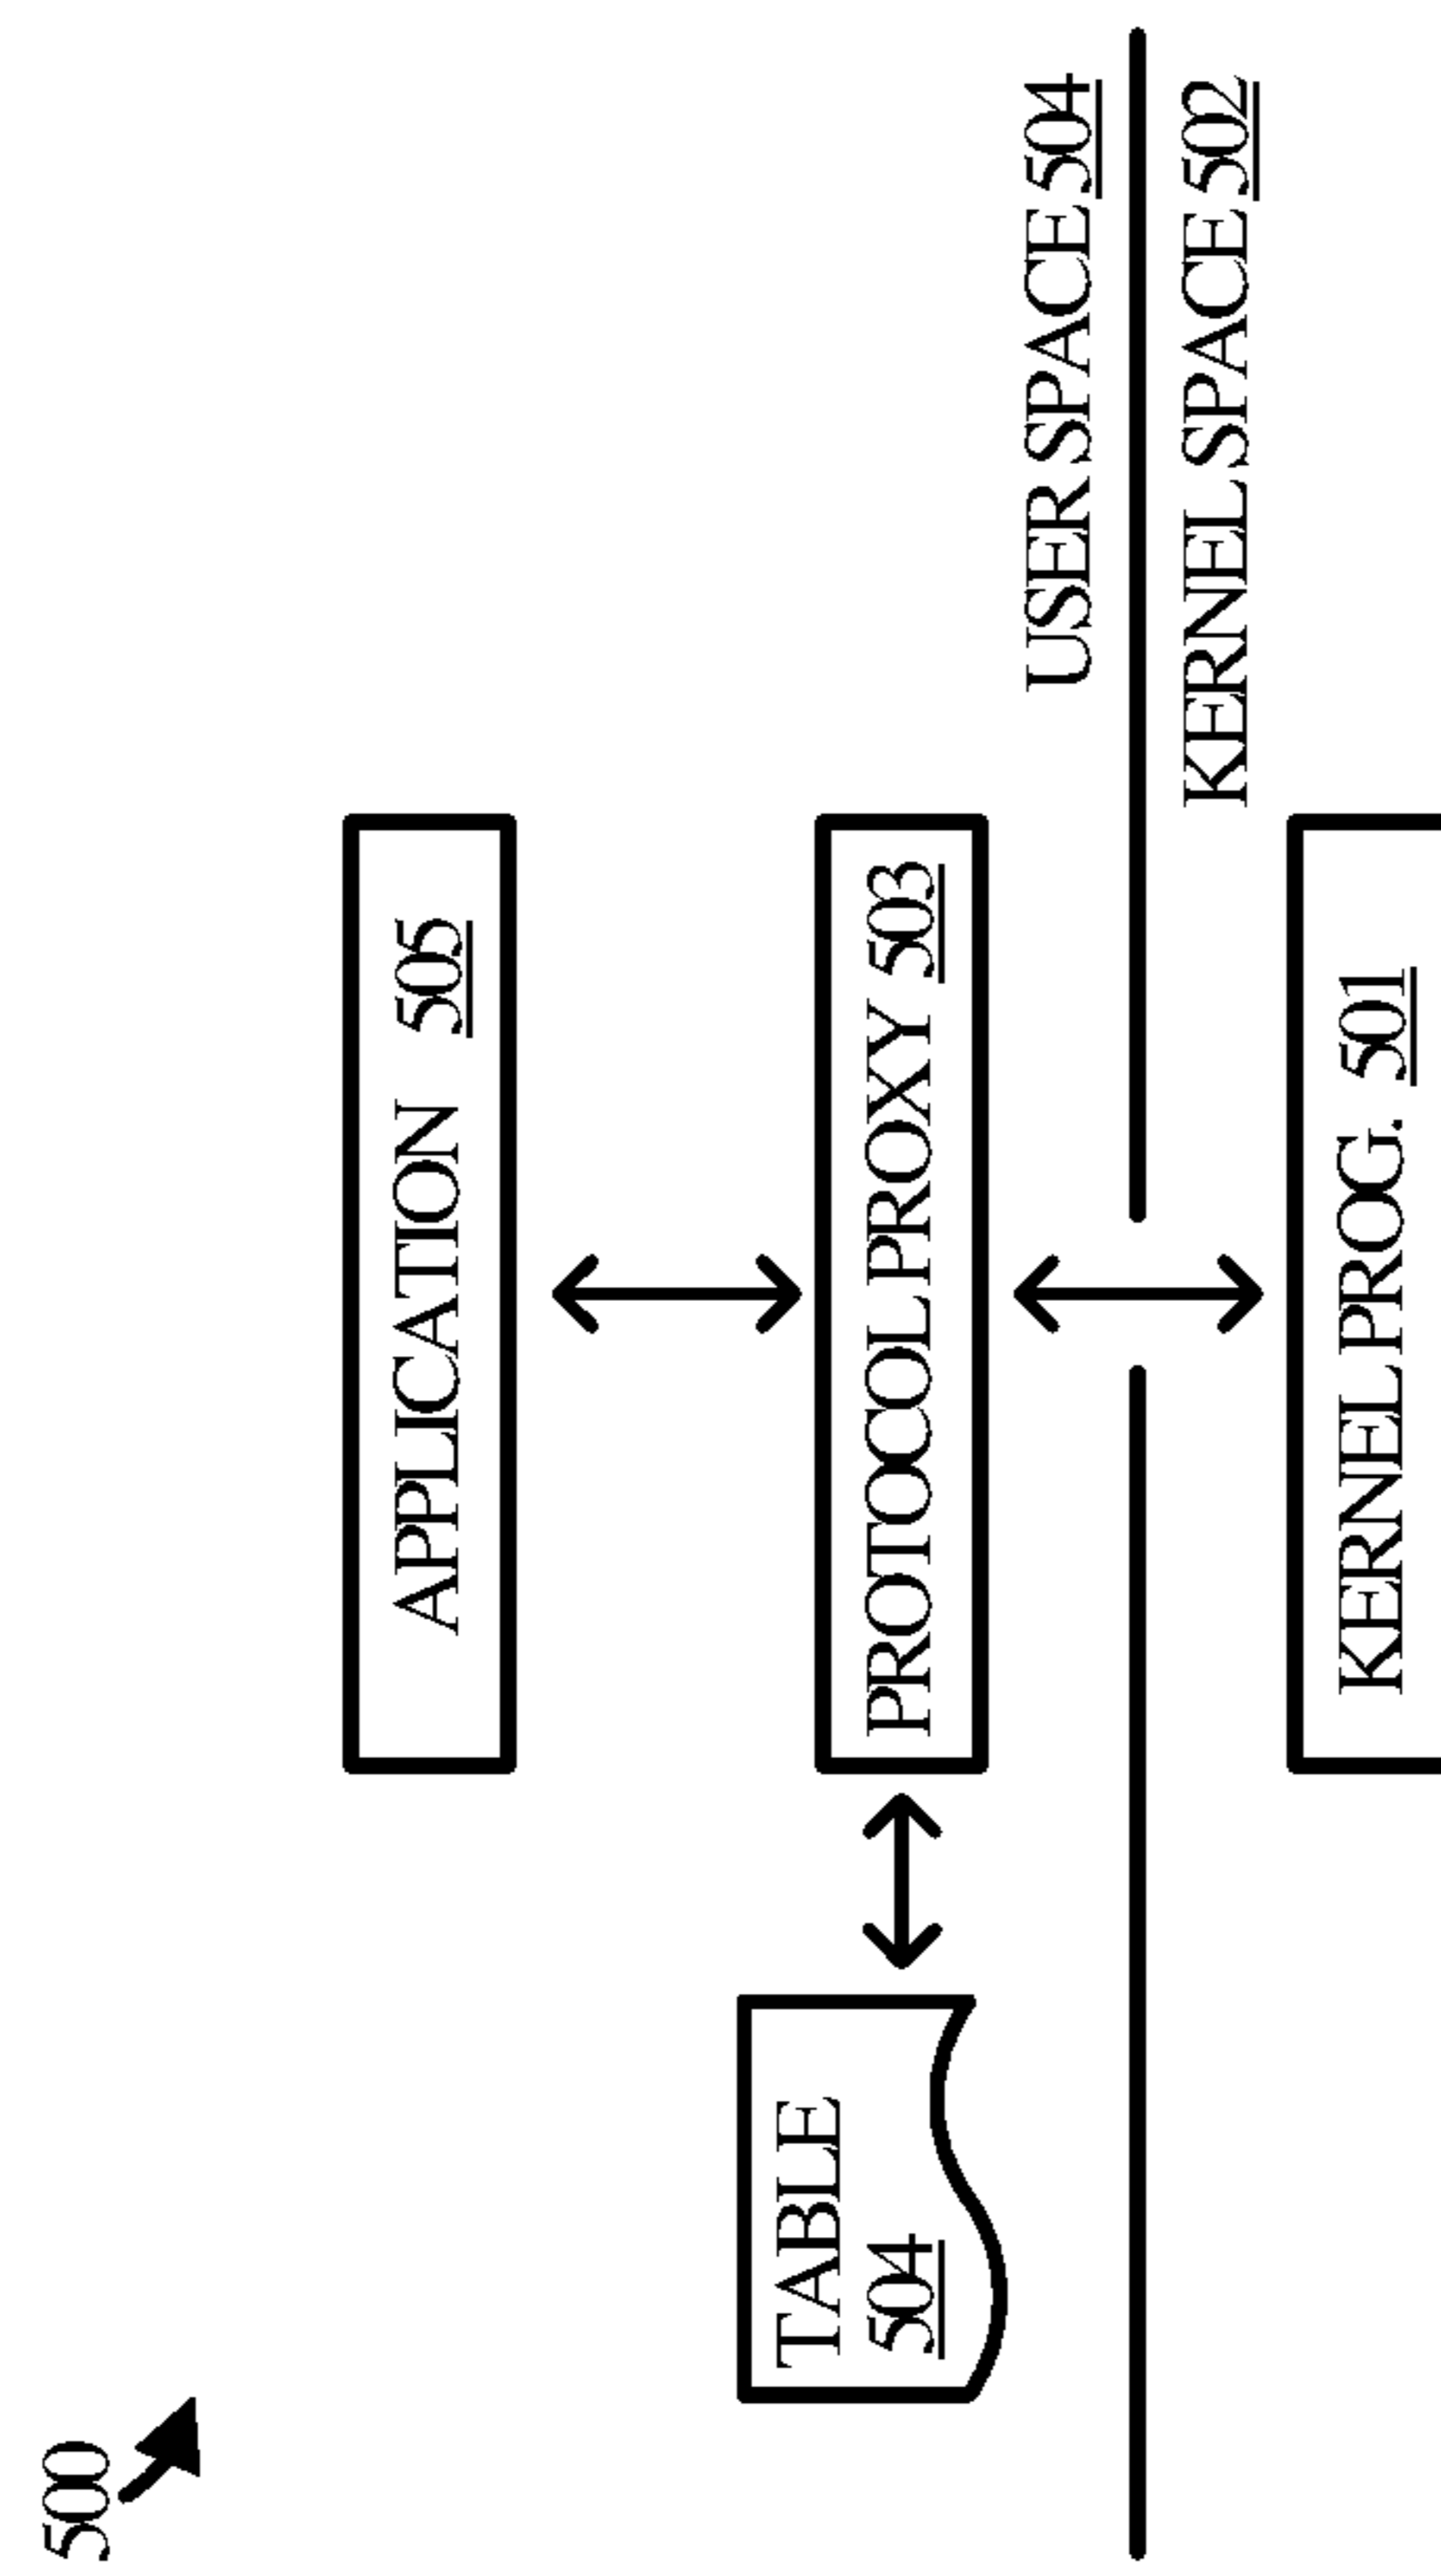 500
APPLICATION 505
TABLE
504
PROTOCOL PROXY 503
USER SPACE 504
KERNEL SPACE 502
KERNEL PROG. 501